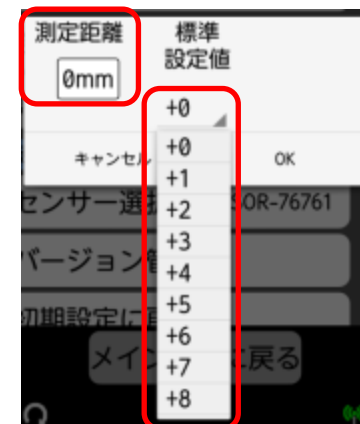 測定距離
標準
設定値
0mm
+0
キャンセル
+0
OK
+1
センサー選
+2
SOR-76761
+3
バージョン
+4
+5
初期設定に
+6
メイン
に戻る
+7
+8